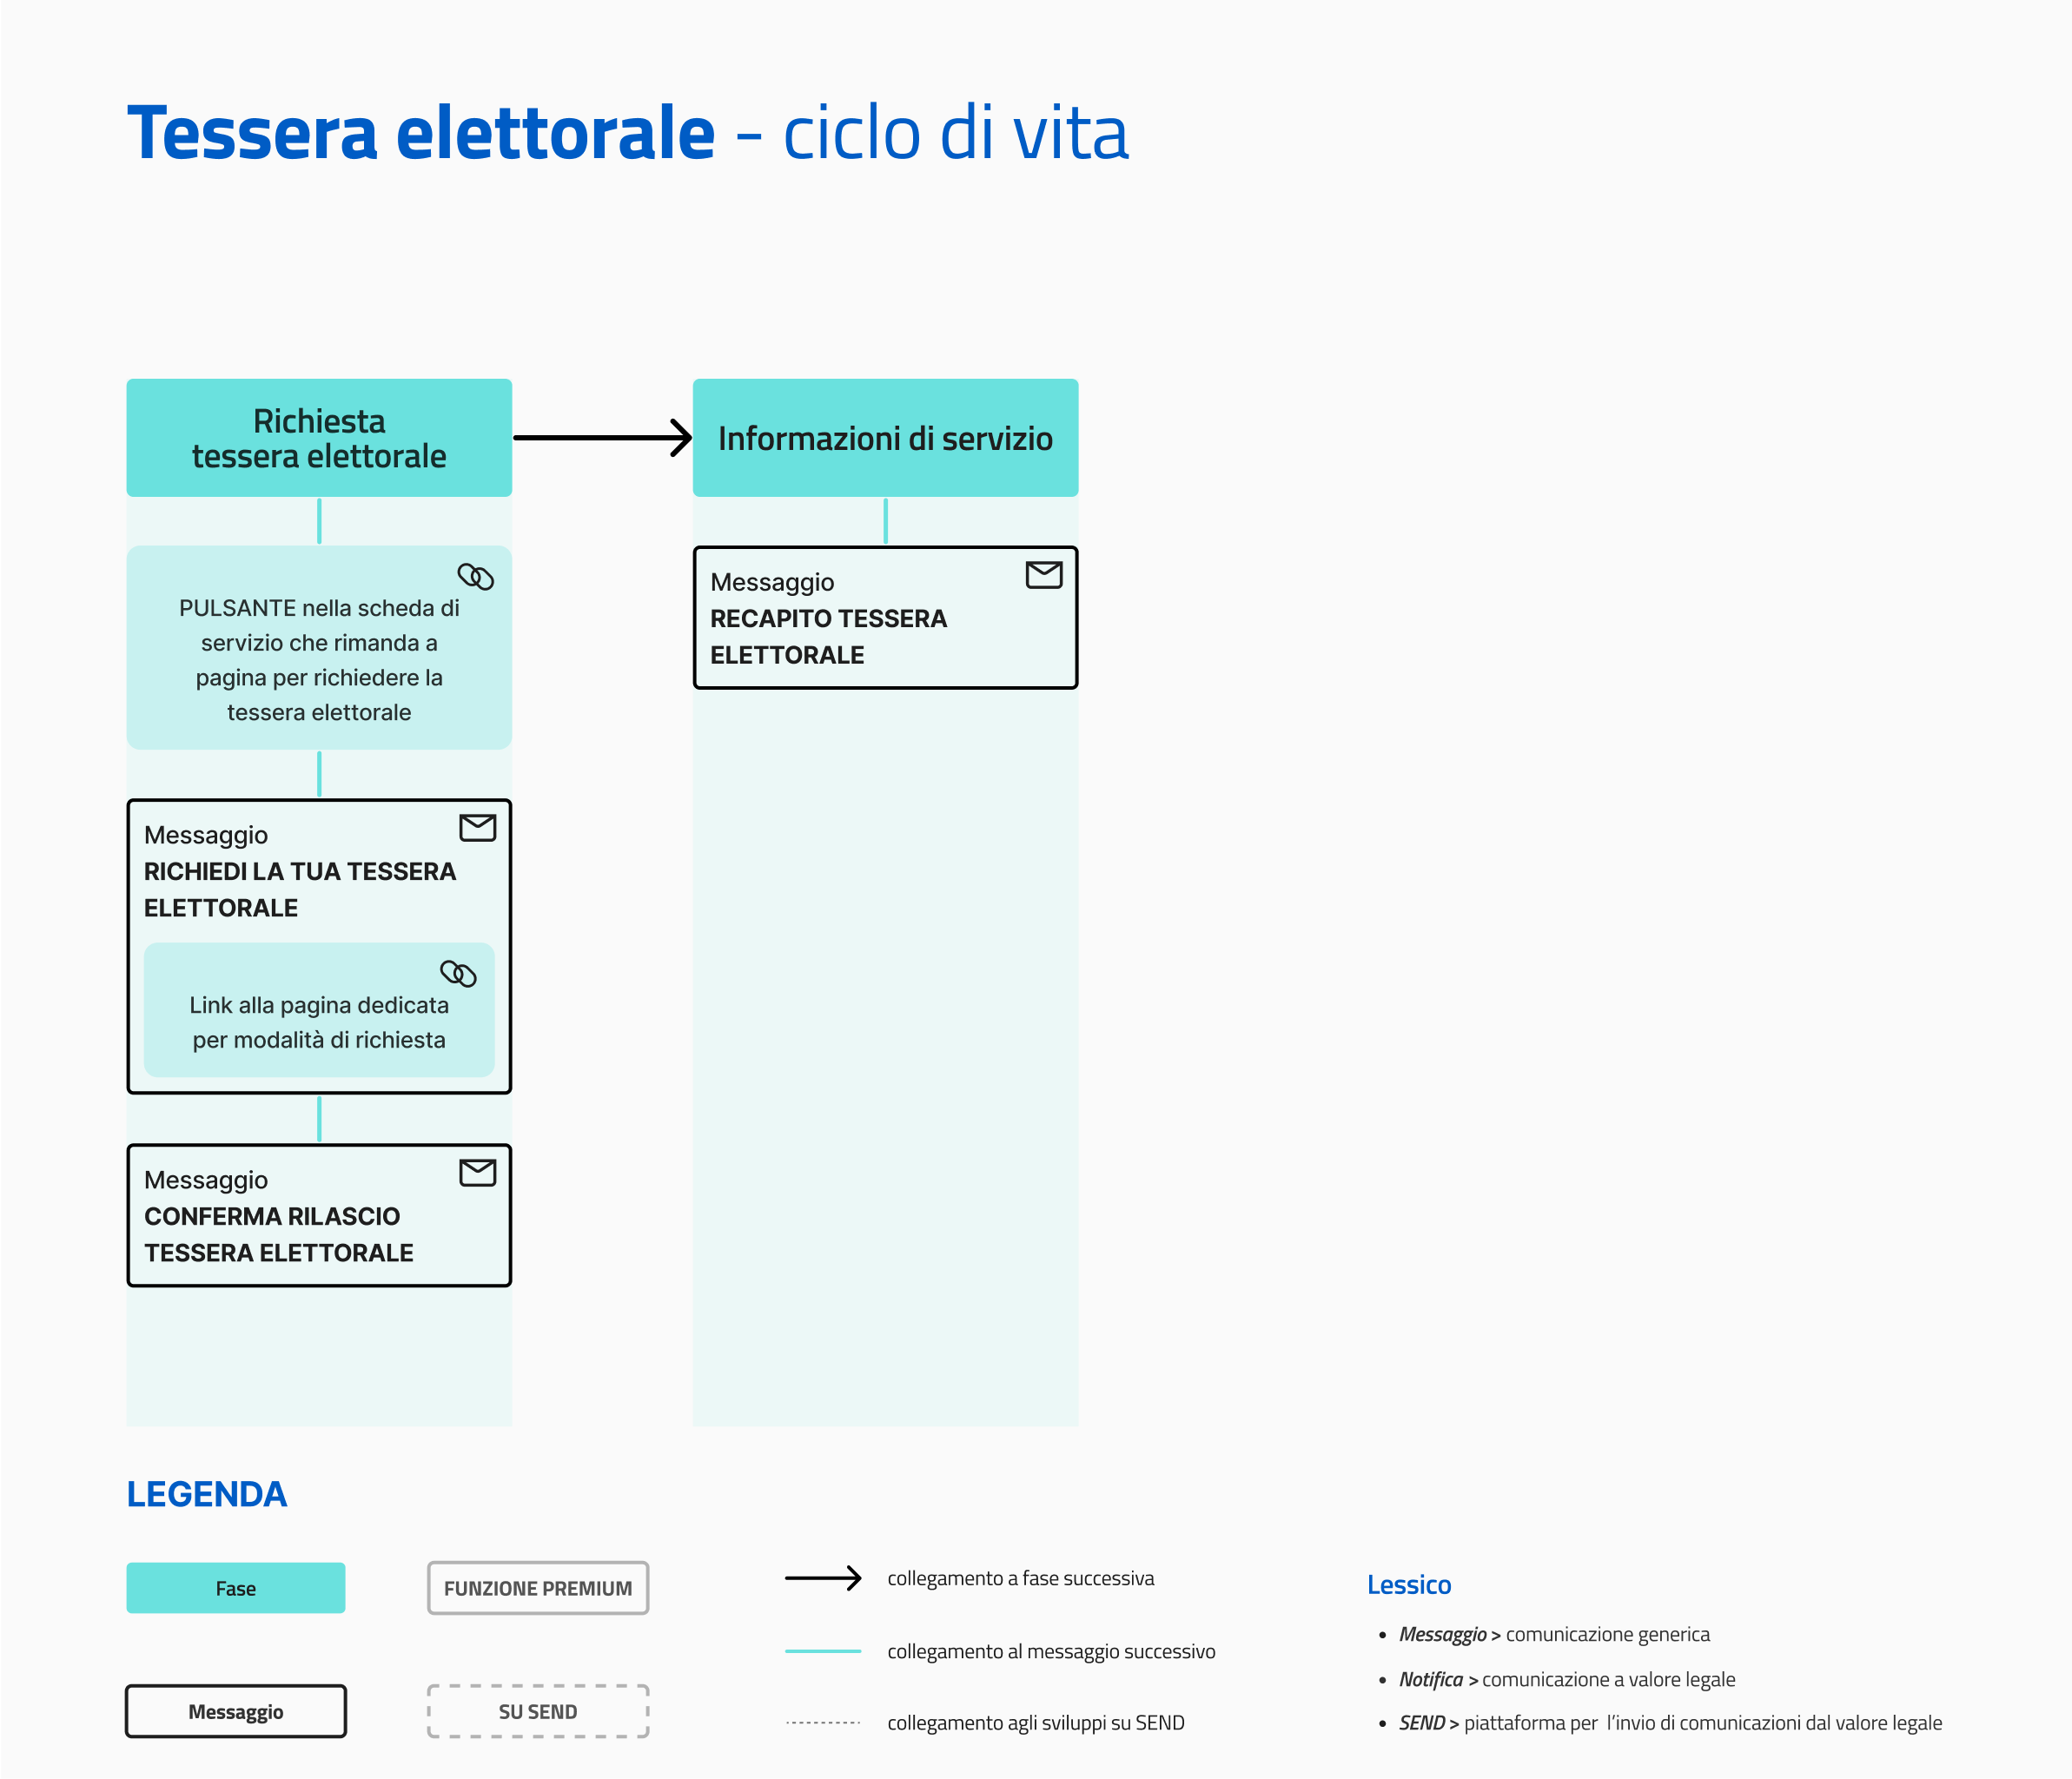 Tessera elettorale - ciclo di vita
Richiesta
tessera elettorale
PULSANTE nella scheda di
servizio che rimanda a
pagina per richiedere la
tessera elettorale
Messaggio
RICHIEDI LA TUA TESSERA
ELETTORALE
Link alla pagina dedicata
per modalità di richiesta
Messaggio
CONFERMA RILASCIO
TESSERA ELETTORALE
Informazioni di servizio
Messaggio
RECAPITO TESSERA
ELETTORALE
LEGENDA
Fase
FUNZIONE PREMIUM
Messaggio
SU SEND
collegamento a fase successiva
collegamento al messaggio successivo
collegamento agli sviluppi su SEND
Lessico
• Messaggio > comunicazione generica
• Notifica > comunicazione a valore legale
• SEND > piattaforma per l’invio di comunicazioni dal valore legale